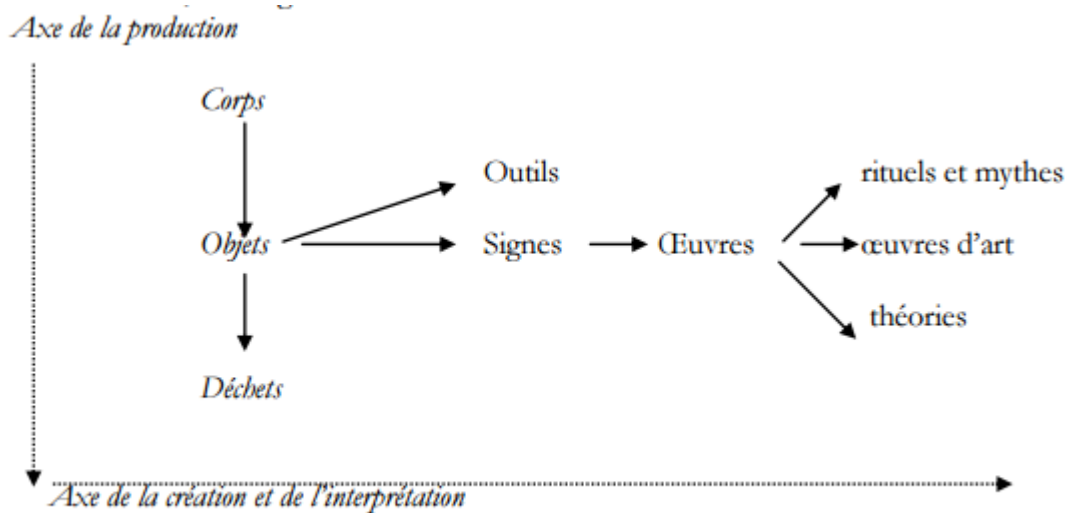 Axe de la production
Corps
Outils
rituels et mythes
Objets
Signes
Œuvres
œuvres d'art
théories
Déchets
Axe de la création et de l'interprétation